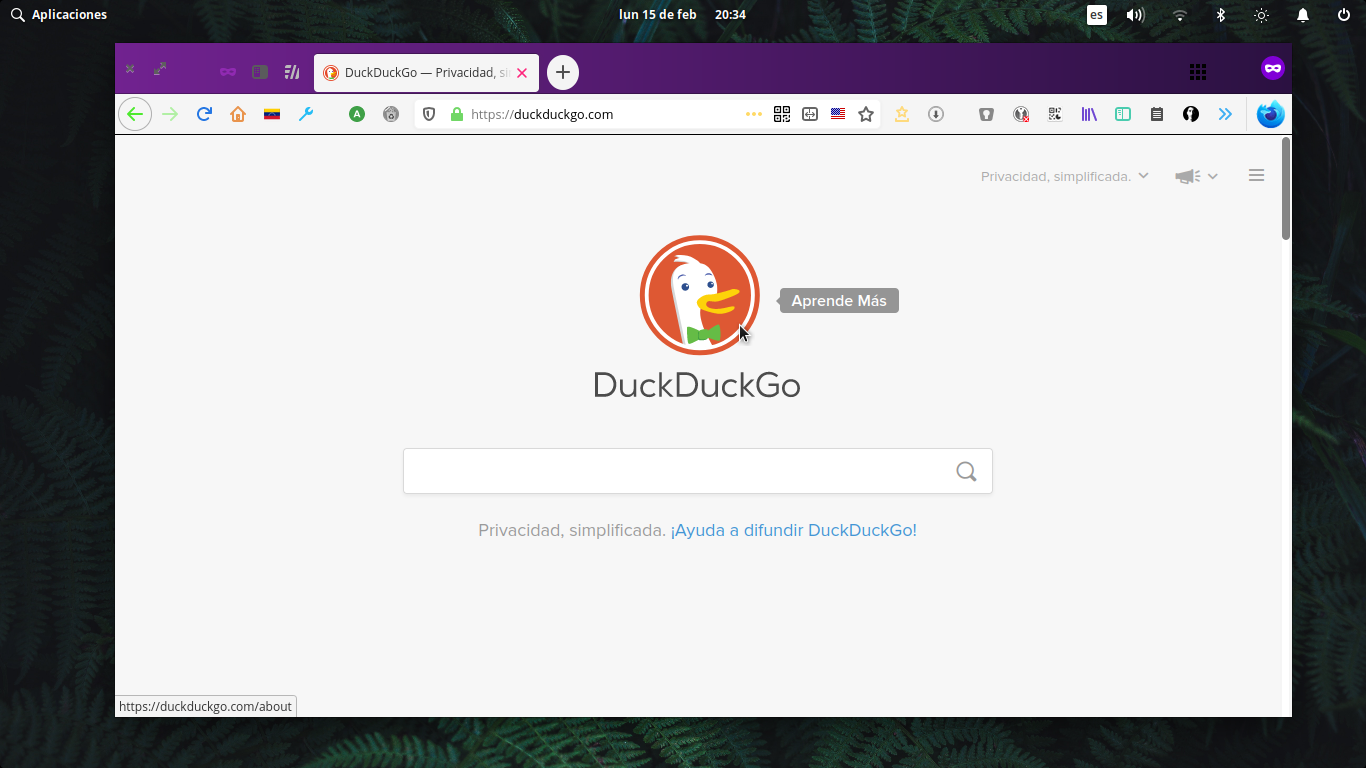 Aplicaciones
lun 15 de feb 20:34
es
DuckDuckGo — Privacidad, si
A
https://duckduckgo.com
Privacidad, simplificada.
Aprende Más
DuckDuckGo
Privacidad, simplificada. ¡Ayuda a difundir DuckDuckGo!
https://duckduckgo.com/about